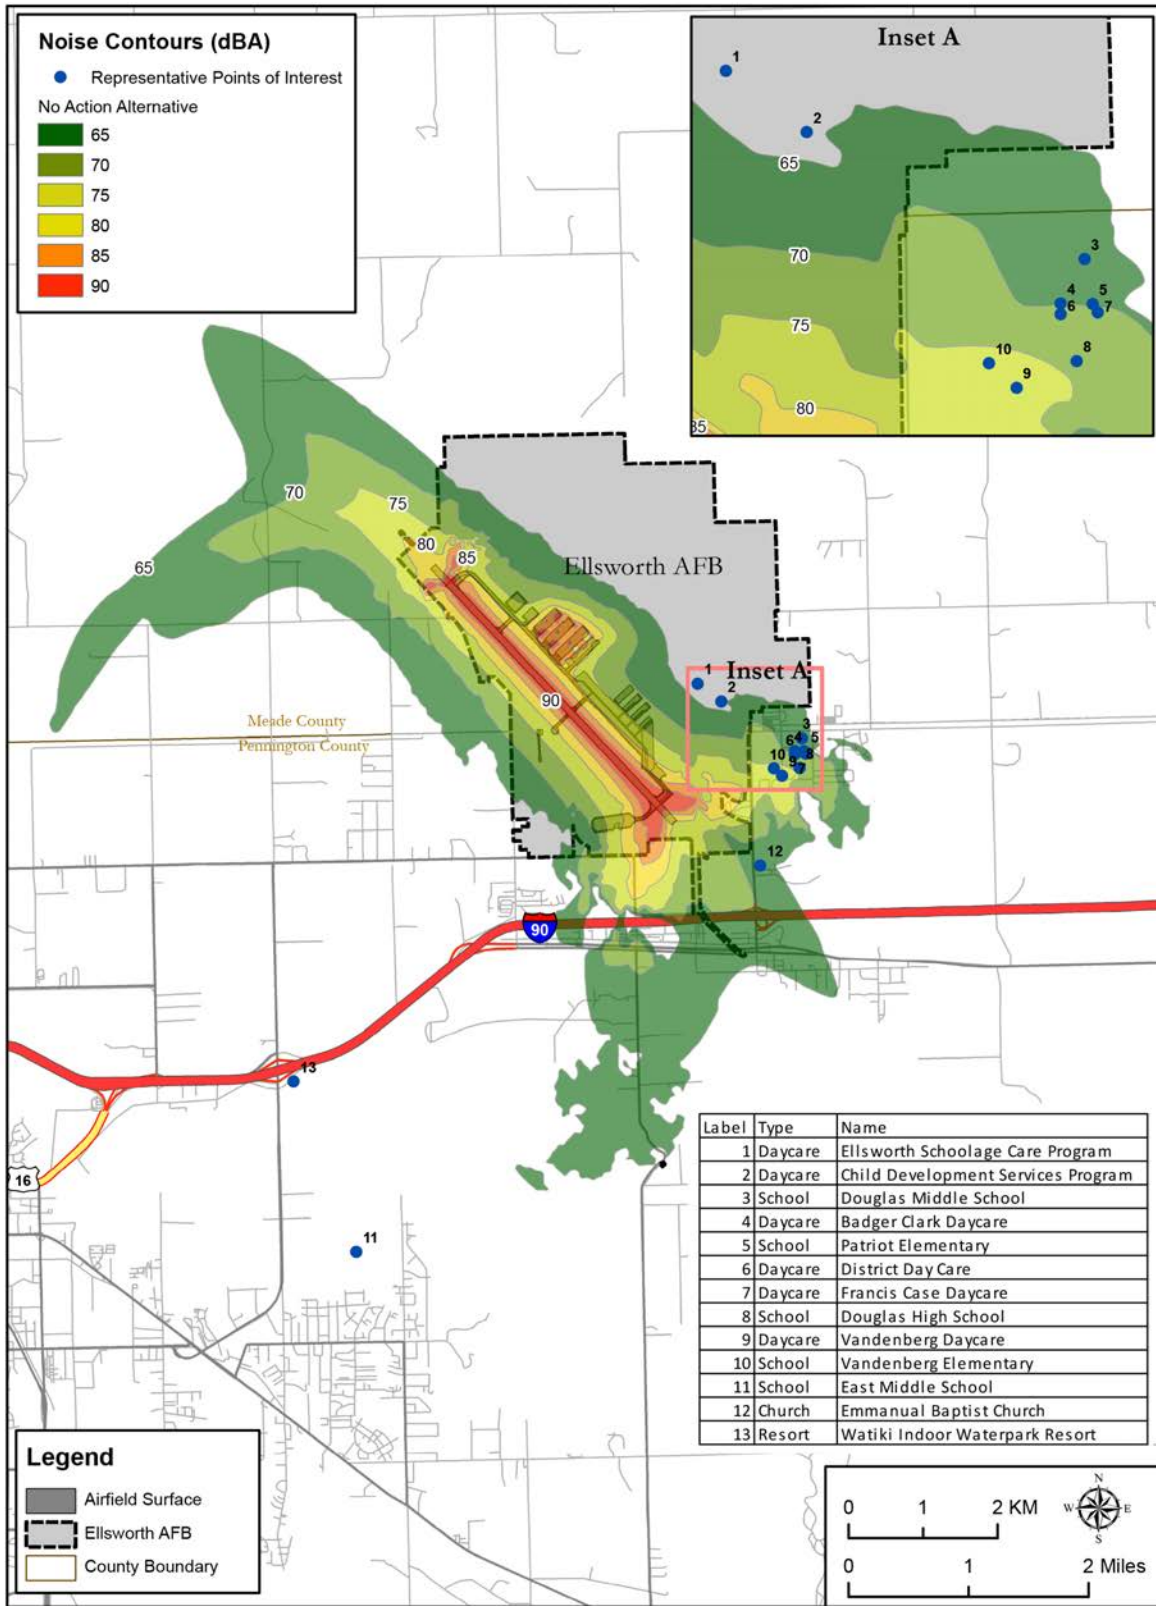 Noise Contours (dBA)
Representative Points of Interest
No Action Alternative
65
70
75
80
85
90
Inset A
1
2
65
3
70
4 5
6 7
75
10 8
9
80
85
70
75
80
85
65
Ellsworth AFB
1
Inset A
2
90
Meade County
Pennington County
3
6 4 5
8
10 9
7
12
90
13
16
11
Label Type Name
1 Daycare Ellsworth Schoolage Care Program
2 Daycare Child Development Services Program
3 School Douglas Middle School
4 Daycare Badger Clark Daycare
5 School Patriot Elementary
6 Daycare District Day Care
7 Daycare Francis Case Daycare
8 School Douglas High School
9 Daycare Vandenberg Daycare
10 School Vandenberg Elementary
11 School East Middle School
12 Church Emmanual Baptist Church
13 Resort Watiki Indoor Waterpark Resort
Legend
Airfield Surface
Ellsworth AFB
County Boundary
0 1 2 KM
N
W E
S
0 1 2 Miles